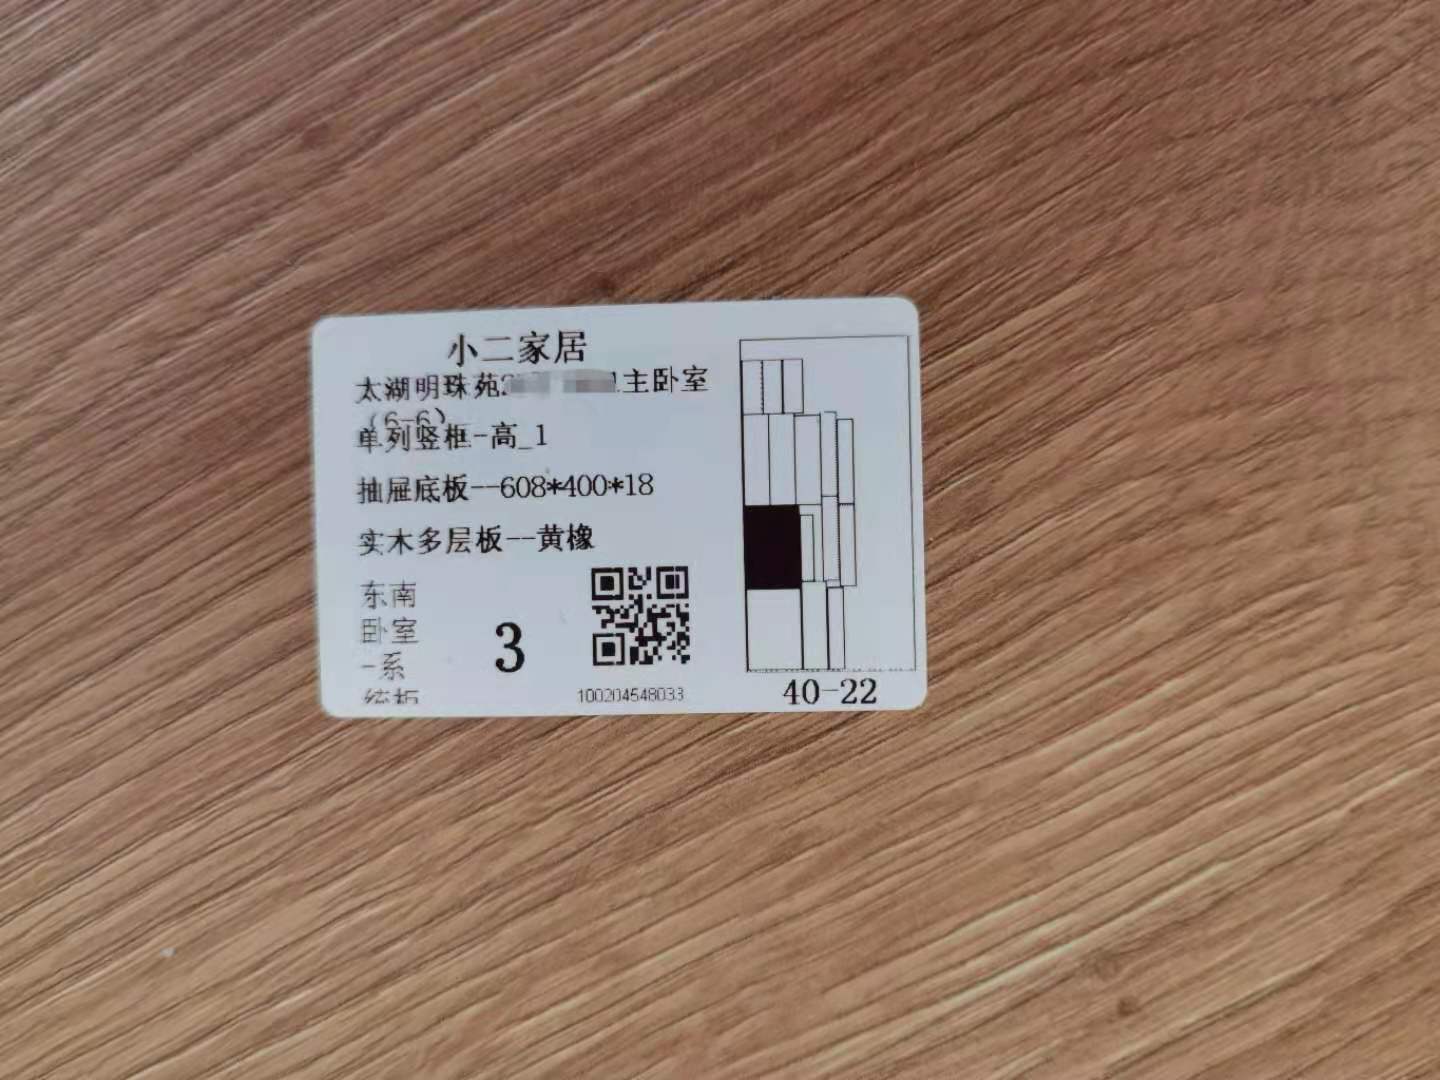 小二家居
太湖明珠苑 主卧室
(6-6)
单列竖框-高_1
抽屉底板--608*400*18
实木多层板--黄橡
东南
卧室
-系
统柜
3
100204548033
40-22